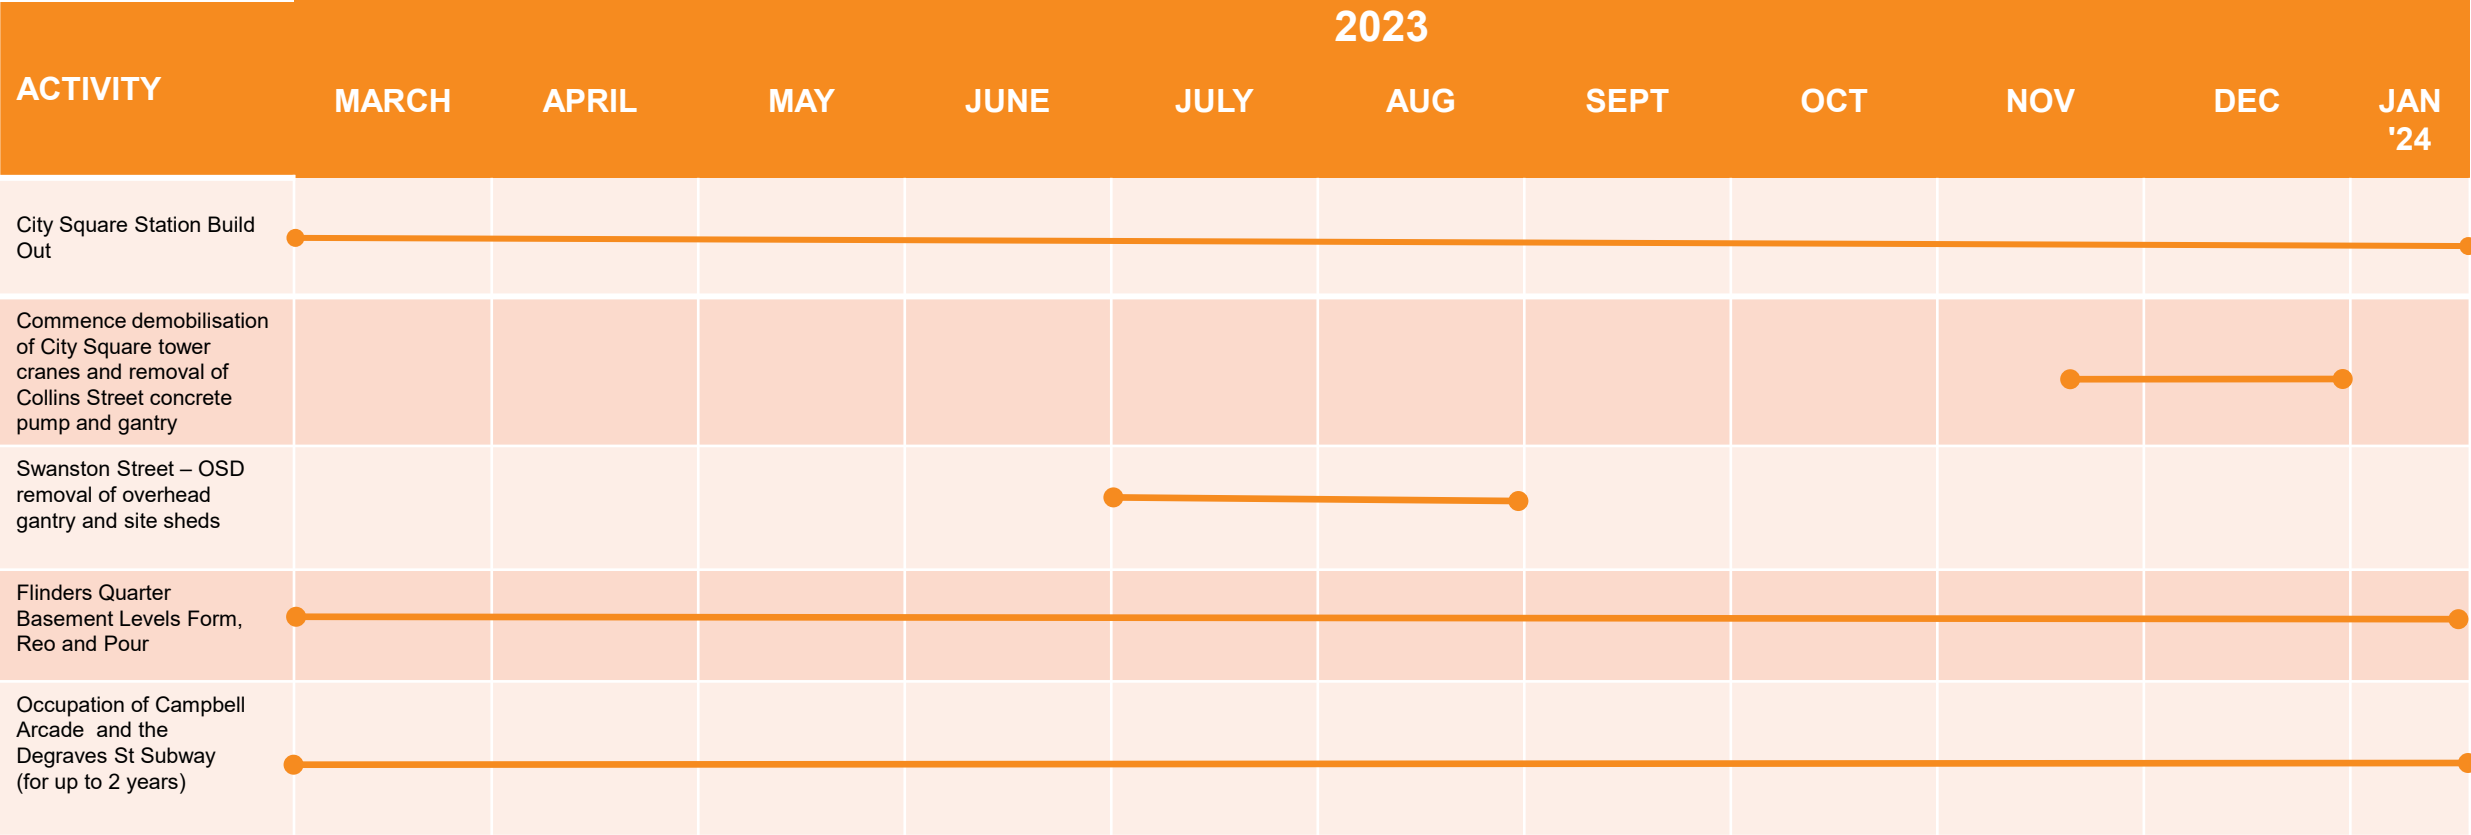 2023
ACTIVITY
MARCH APRIL MAY JUNE JULY AUG SEPT OCT NOV DEC JAN
'24
City Square Station Build
Out
Commence demobilisation
of City Square tower
cranes and removal of
Collins Street concrete
pump and gantry
Swanston Street – OSD
removal of overhead
gantry and site sheds
Flinders Quarter
Basement Levels Form,
Reo and Pour
Occupation of Campbell
Arcade  and the
Degraves St Subway
(for up to 2 years)